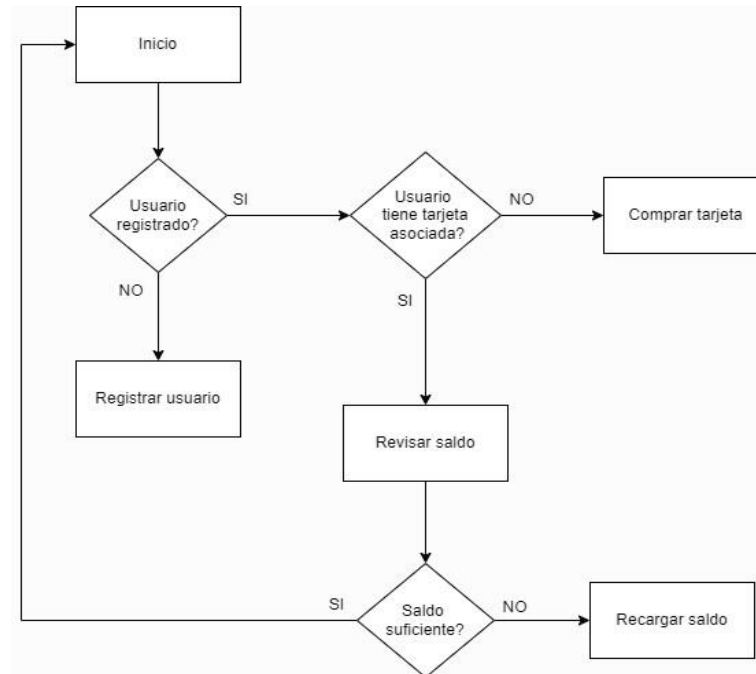 Inicio
Usuario
registrado?
SI
Usuario
tiene tarjeta
asociada?
NO
Comprar tarjeta
NO
SI
Registrar usuario
Revisar saldo
SI
Saldo
suficiente?
NO
Recargar saldo